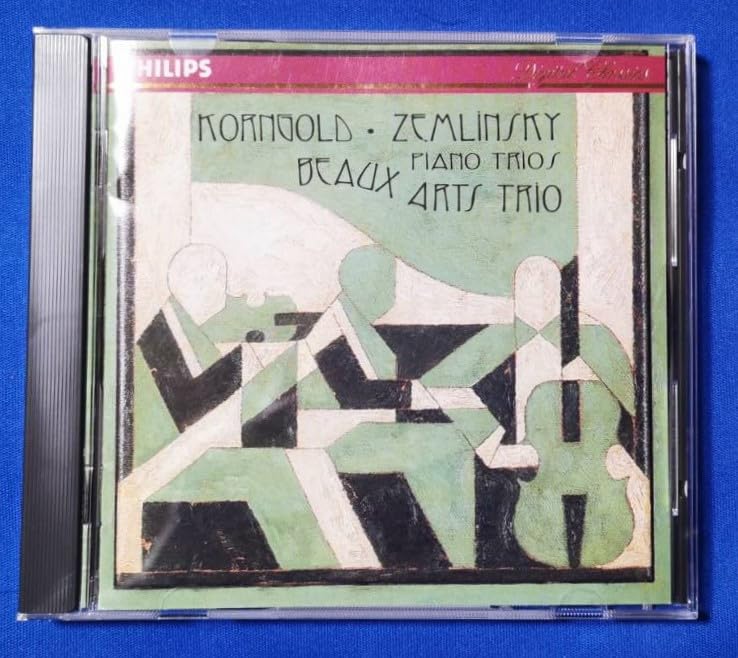 PHILIPS
Digital Classics
KORNGOLD · ZEMLINSKY
PIANO TRIOS
BEAUX ARTS TRIO